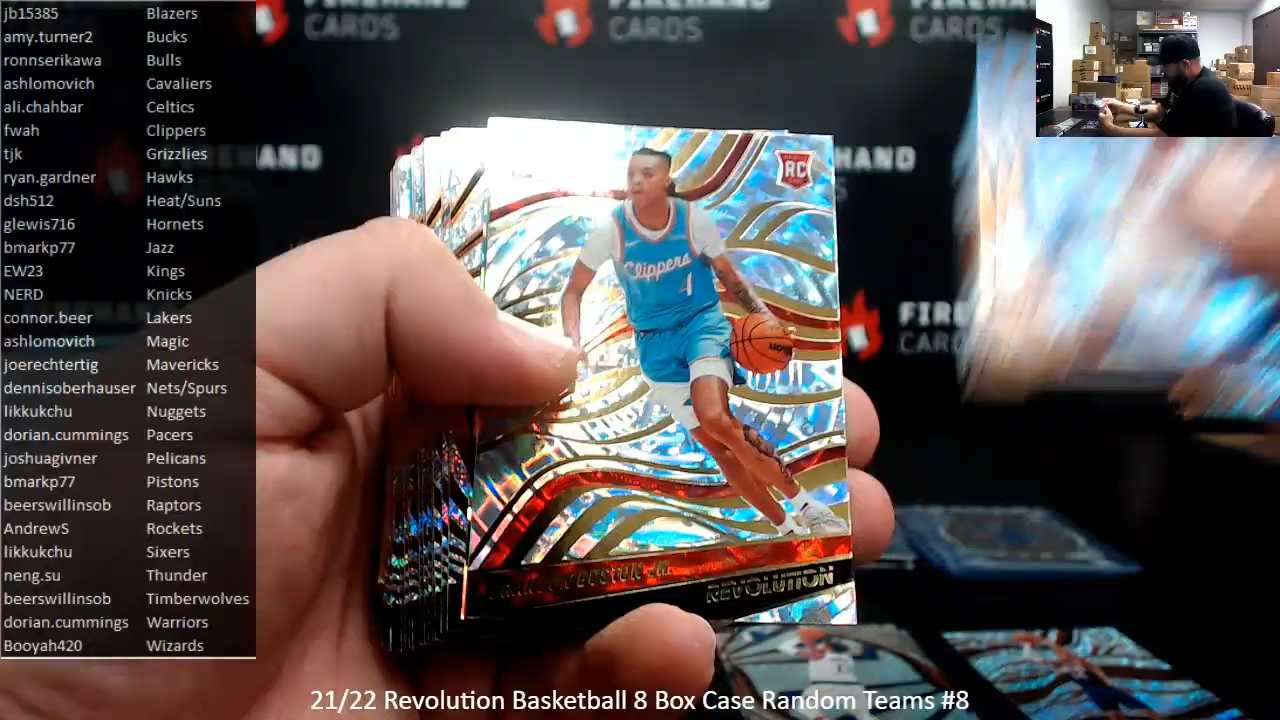 jb15385 Blazers
amy.turner2 Bucks
ronnserikawa Bulls
ashlomovich Cavaliers
ali.chahbar Celtics
fwah Clippers
tjk Grizzlies
ryan.gardner Hawks
dsh512 Heat/Suns
glewis716 Hornets
bmarkp77 Jazz
EW23 Kings
NERD Knicks
connor.beer Lakers
ashlomovich Magic
joerechtertig Mavericks
dennisoberhauser Nets/Spurs
likkukchu Nuggets
dorian.cummings Pacers
joshuagivner Pelicans
bmarkp77 Pistons
beerswillinsob Raptors
AndrewS Rockets
likkukchu Sixers
neng.su Thunder
beerswillinsob Timberwolves
dorian.cummings Warriors
Booyah420 Wizards
CARDS
CARDS
CARDS
RC
Clippers
4
BOSTON JR.
REVOLUTION
21/22 Revolution Basketball 8 Box Case Random Teams #8